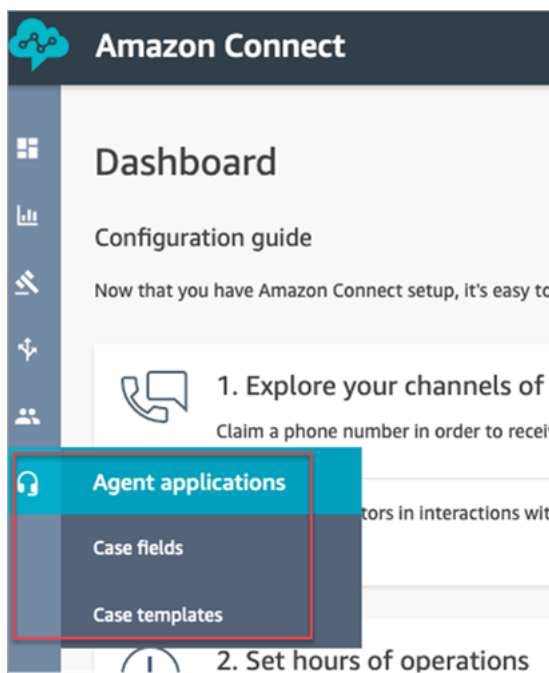 Amazon Connect
Dashboard
Configuration guide
Now that you have Amazon Connect setup, it's easy to
1. Explore your channels of
Claim a phone number in order to
Agent applications
tors in interactions
Case fields
Case templates
2. Set hours of operations